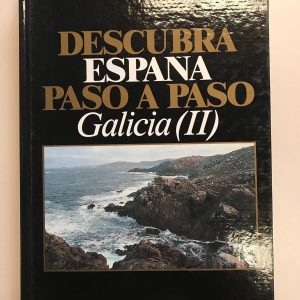 DESCUBRA
ESPAÑA
PASO A PASO
Galicia (II)